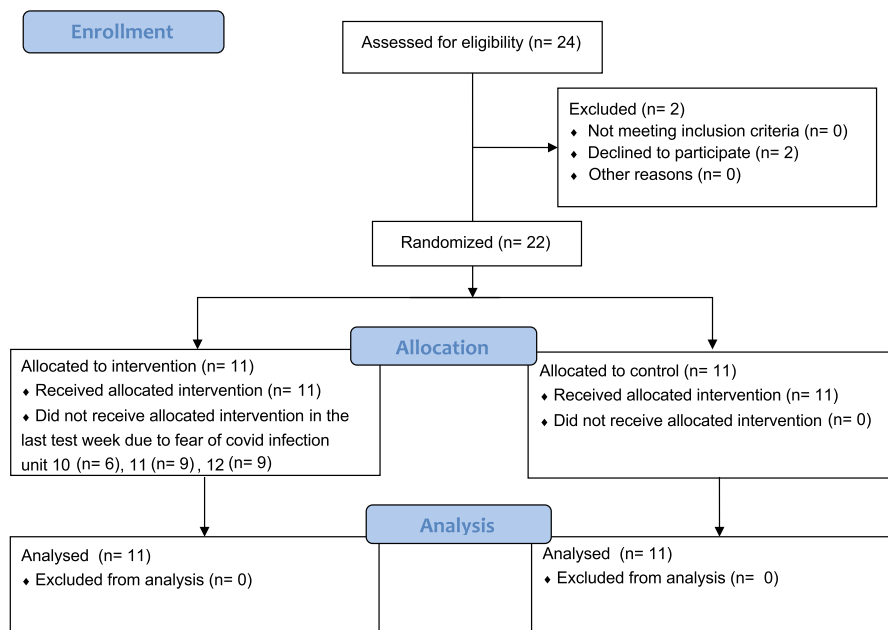 Enrollment
Assessed for eligibility (n= 24)
Excluded (n= 2)
♦ Not meeting inclusion criteria (n= 0)
♦ Declined to participate (n= 2)
♦ Other reasons (n= 0)
Randomized (n= 22)
Allocation
Allocated to intervention (n= 11)
♦ Received allocated intervention (n= 11)
♦ Did not receive allocated intervention in the
last test week due to fear of covid infection
unit 10 (n= 6), 11 (n= 9) , 12 (n= 9)
Allocated to control (n= 11)
♦ Received allocated intervention (n= 11)
♦ Did not receive allocated intervention (n= 0)
Analysis
Analysed (n= 11)
♦ Excluded from analysis (n= 0)
Analysed (n= 11)
♦ Excluded from analysis (n= 0)